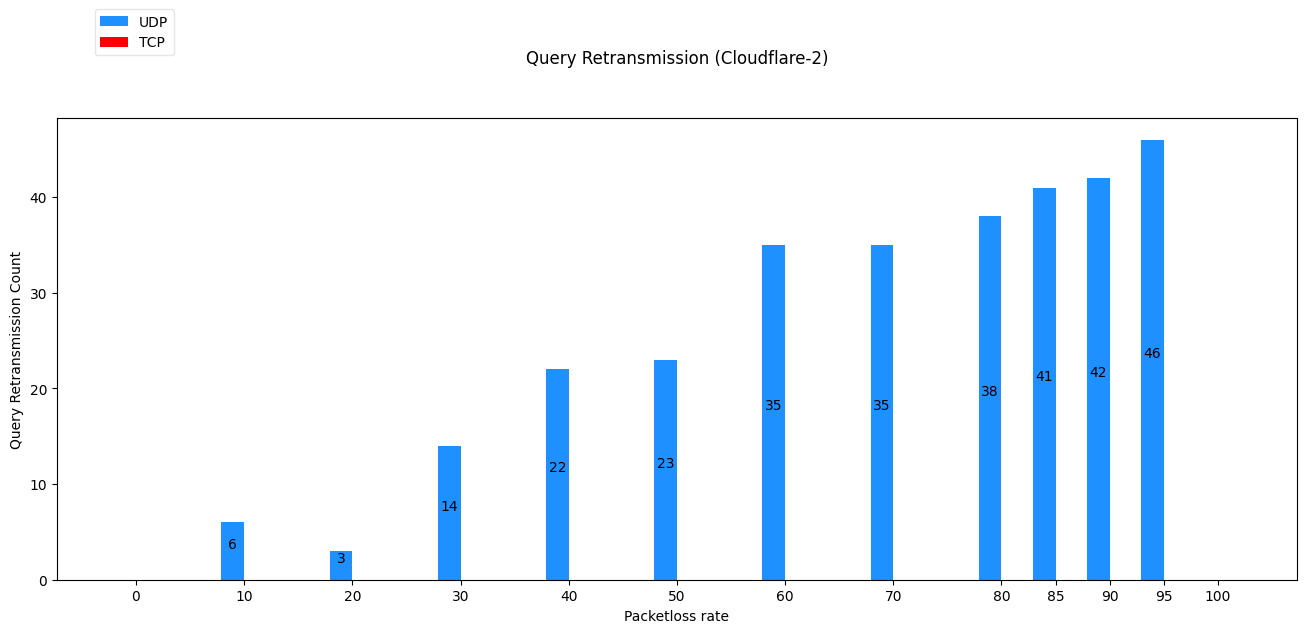 UDP
TCP
Query Retransmission (Cloudflare-2)
Query Retransmission Count
40
30
20
10
0
6
3
14
22
23
35
35
38
41
42
46
0 10 20 30 40 50 60 70 80 85 90 95 100
Packetloss rate